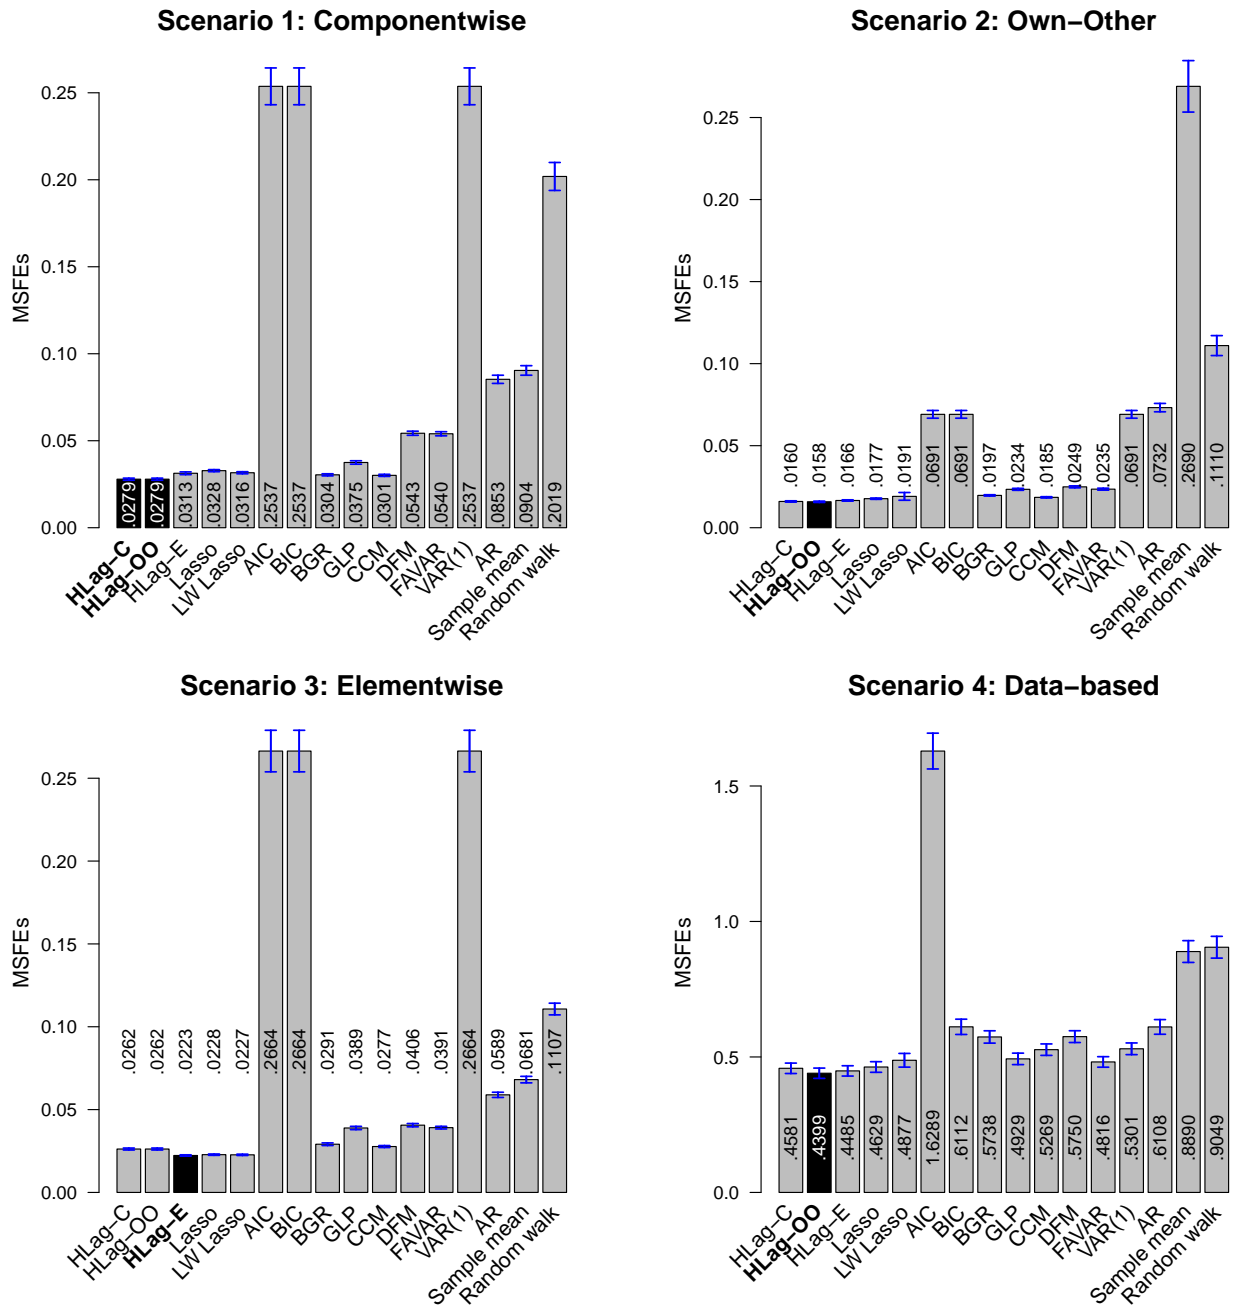 Scenario 1: Componentwise
MSFEs
0.25
0.20
0.15
0.10
0.05
0.00
.0279
.0279
.0313
.0328
.0316
.2537
.2537
.0304
.0375
.0301
.0543
.0540
.2537
.0853
.0904
.2019
HLag−C
HLag−OO
HLag−E
Lasso
LW Lasso
AIC
BIC
BGR
GLP
CCM
DFM
FAVAR
VAR(1)
AR
Sample mean
Random walk
Scenario 2: Own−Other
MSFEs
0.25
0.20
0.15
0.10
0.05
0.00
.0160
.0158
.0166
.0177
.0191
.0691
.0691
.0197
.0234
.0185
.0249
.0235
.0691
.0732
.2690
.1110
HLag−C
HLag−OO
HLag−E
Lasso
LW Lasso
AIC
BIC
BGR
GLP
CCM
DFM
FAVAR
VAR(1)
AR
Sample mean
Random walk
Scenario 3: Elementwise
MSFEs
0.25
0.20
0.15
0.10
0.05
0.00
.0262
.0262
.0223
.0228
.0227
.2664
.2664
.0291
.0389
.0277
.0406
.0391
.2664
.0589
.0681
.1107
HLag−C
HLag−OO
HLag−E
Lasso
LW Lasso
AIC
BIC
BGR
GLP
CCM
DFM
FAVAR
VAR(1)
AR
Sample mean
Random walk
Scenario 4: Data−based
MSFEs
1.5
1.0
0.5
0.0
.4581
.4399
.4485
.4629
.4877
1.6289
.6112
.5738
.4929
.5269
.5750
.4816
.5301
.6108
.8890
.9049
HLag−C
HLag−OO
HLag−E
Lasso
LW Lasso
AIC
BIC
BGR
GLP
CCM
DFM
FAVAR
VAR(1)
AR
Sample mean
Random walk